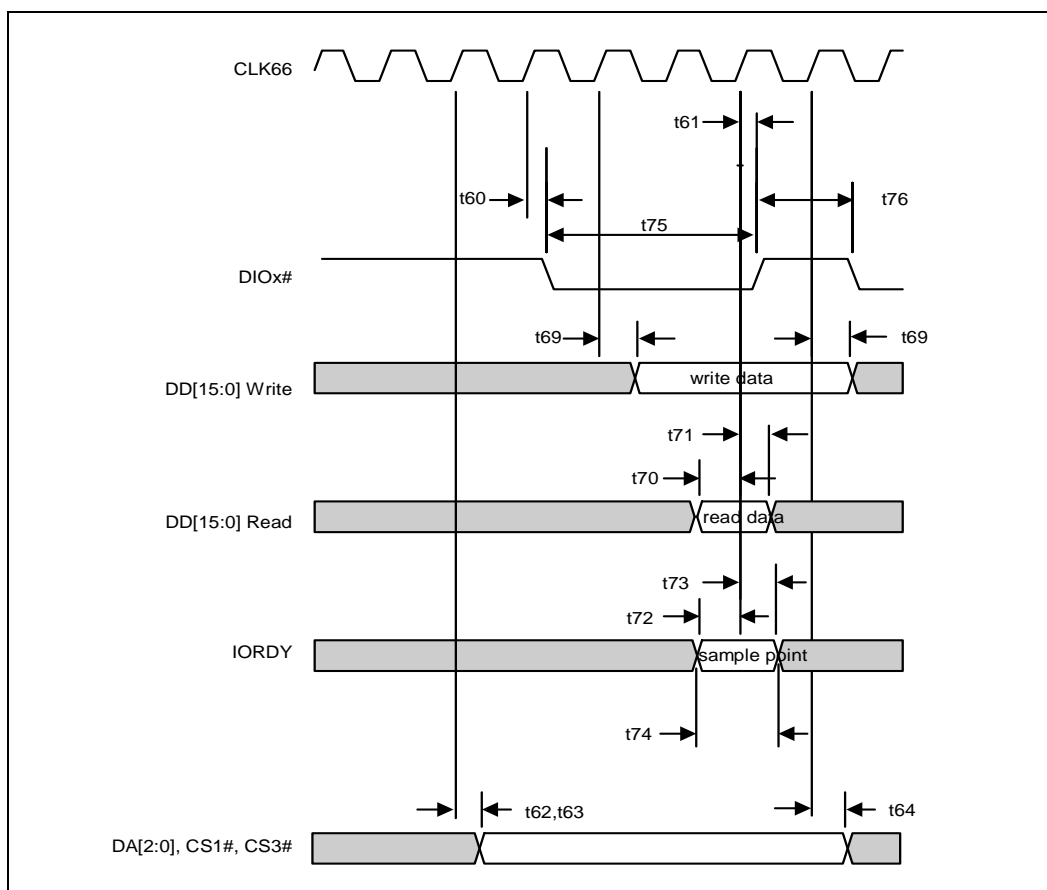 CLK66
t61
t60
t76
t75
DIOx#
t69
t69
DD[15:0] Write
write data
t71
t70
DD[15:0] Read
read data
t73
t72
IORDY
sample point
t74
t62,t63
t64
DA[2:0], CS1#, CS3#